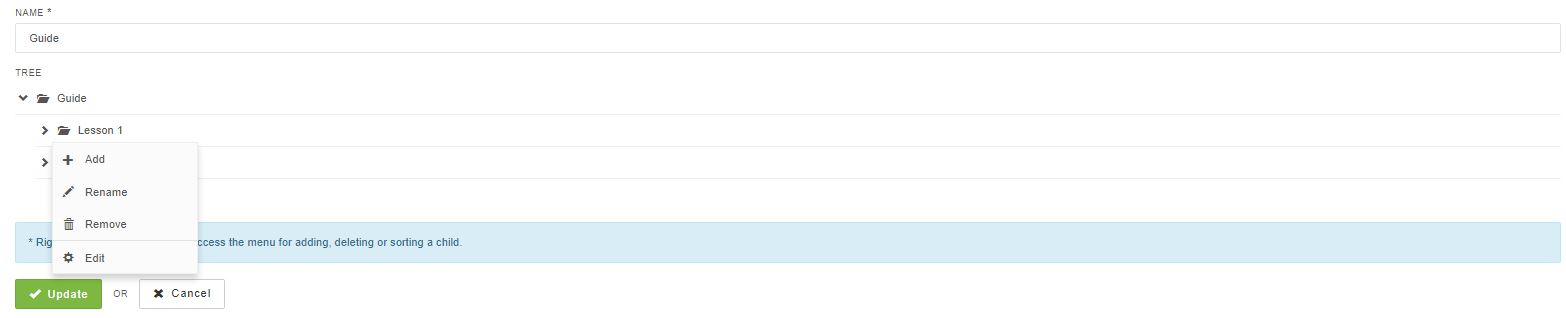 NAME *
Guide
TREE
Guide
Lesson 1
Add
Rename
Remove
* Rig ccess the menu for adding, deleting or sorting a child.
Edit
Update OR Cancel